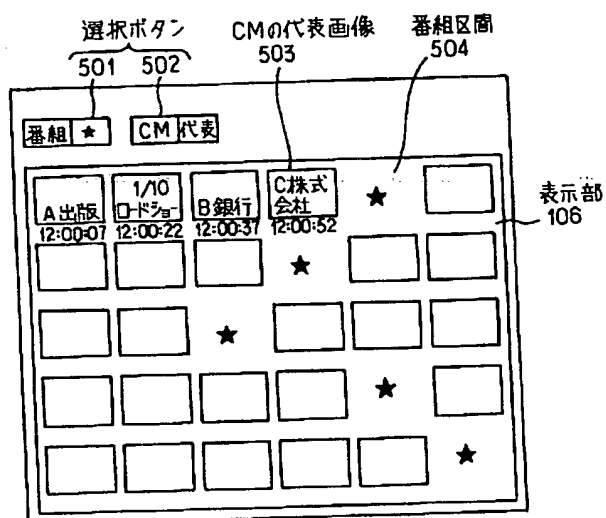 選択ボタン
501 502
CMの代表画像
503
番組区間
504
番組 ★ CM 代表
表示部
106
A出版 1/10 ロードショー B銀行 C株式会社 ★
12:00:07 12:00:22 12:00:37 12:00:52
★
★
★
★